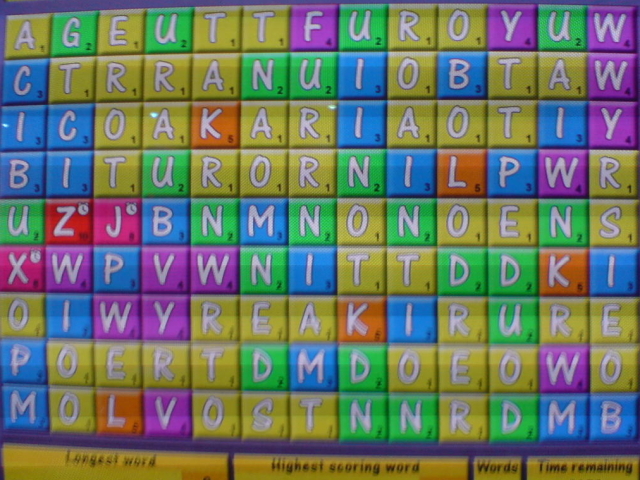 A G E U T T F U R O Y U W
C T R R A N U I O B T A W
I C O A K A R I A O T I Y
B I T U R O R N I L P W R
U Z J B N M N O N O E N S
X W P V W N I T T D D K I
O I W Y R E A K I R U R E
P O E R T D M D O E O W O
M O L V O S T N N R D M B
Longest word Highest scoring word Words Time remaining